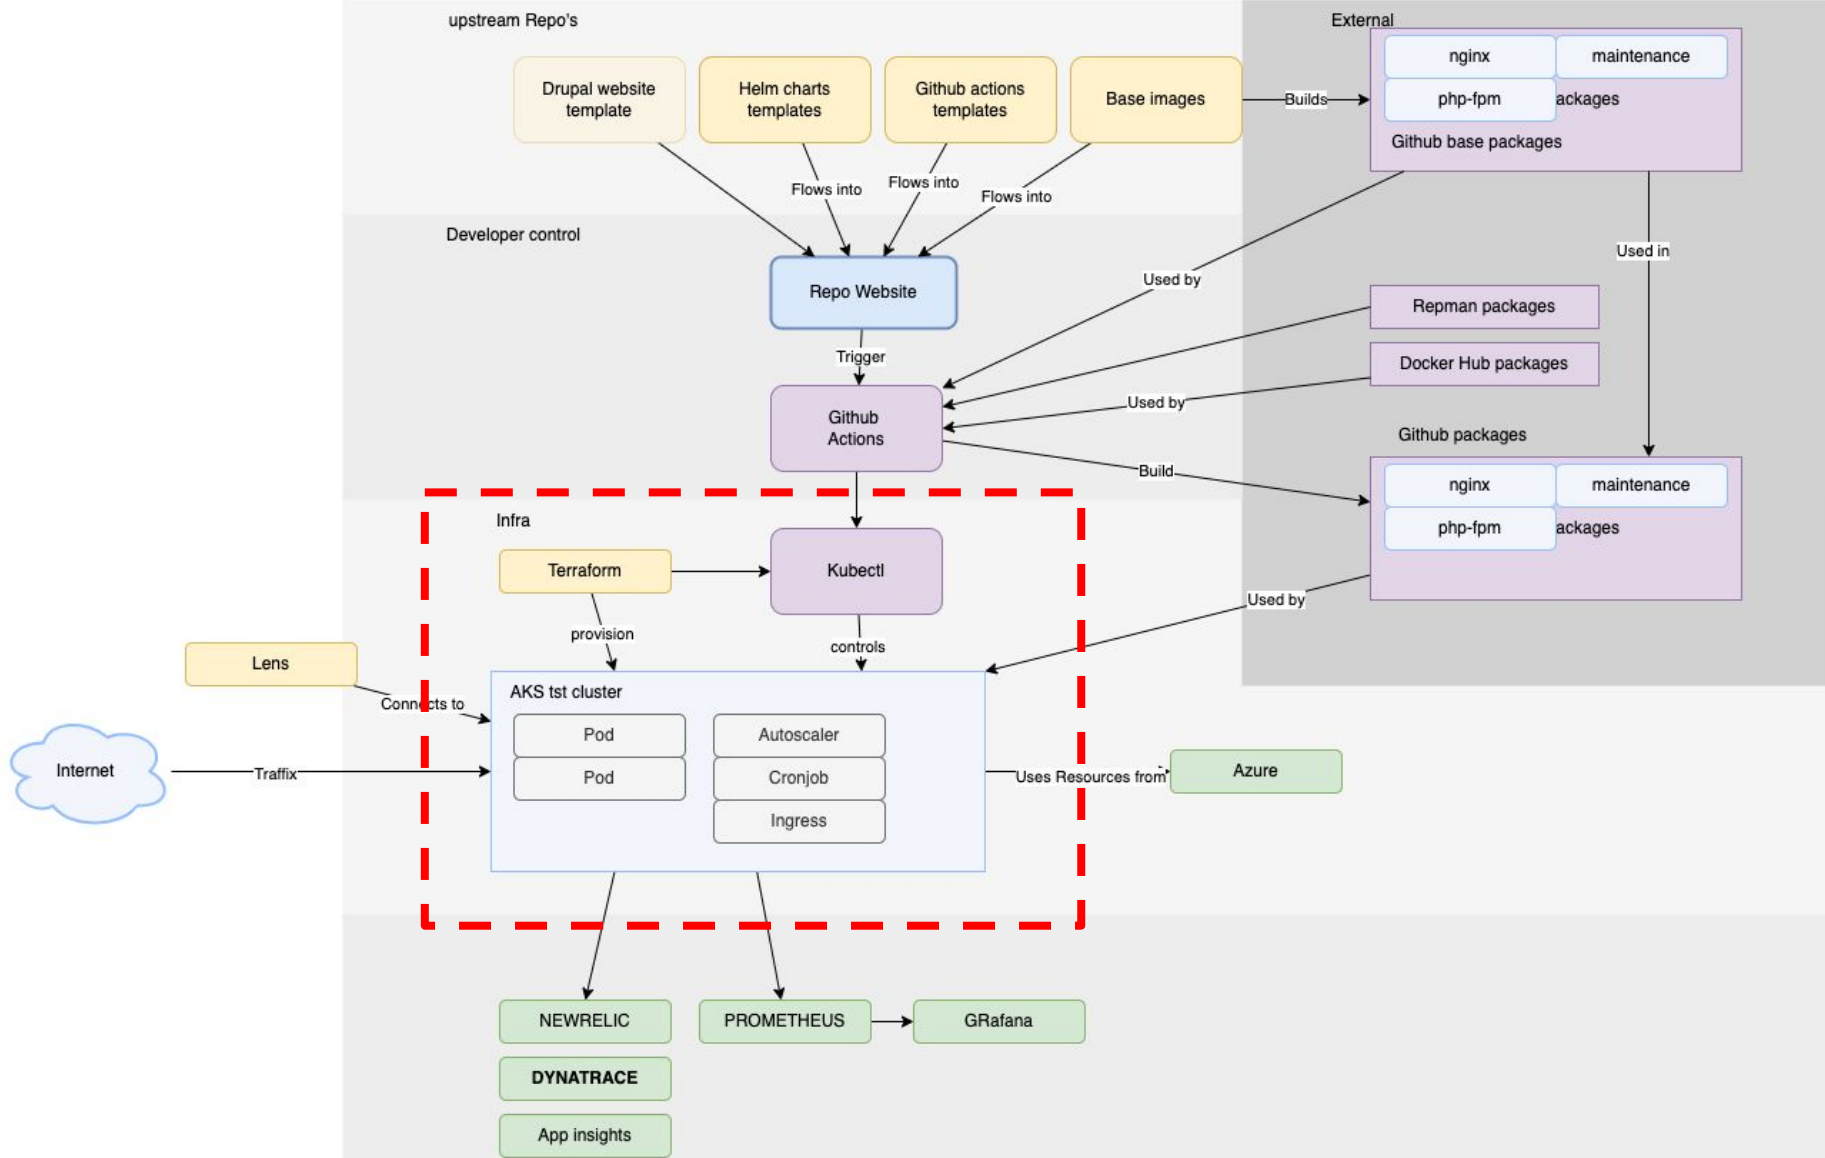 upstream Repo's
External
Drupal website
template
Helm charts
templates
Github actions
templates
Base images
Builds
nginx
maintenance
php-fpm
ackages
Github base packages
Flows into
Flows into
Flows into
Developer control
Used by
Used in
Repo Website
Repman packages
Trigger
Docker Hub packages
Used by
Github
Actions
Github packages
Build
nginx
maintenance
php-fpm
ackages
Infra
Terraform
Kubectl
Used by
provision
controls
Lens
Connects to
AKS tst cluster
Pod
Pod
Autoscaler
Cronjob
Ingress
Internet
Traffix
Uses Resources from
Azure
NEWRELIC
PROMETHEUS
GRafana
DYNATRACE
App insights